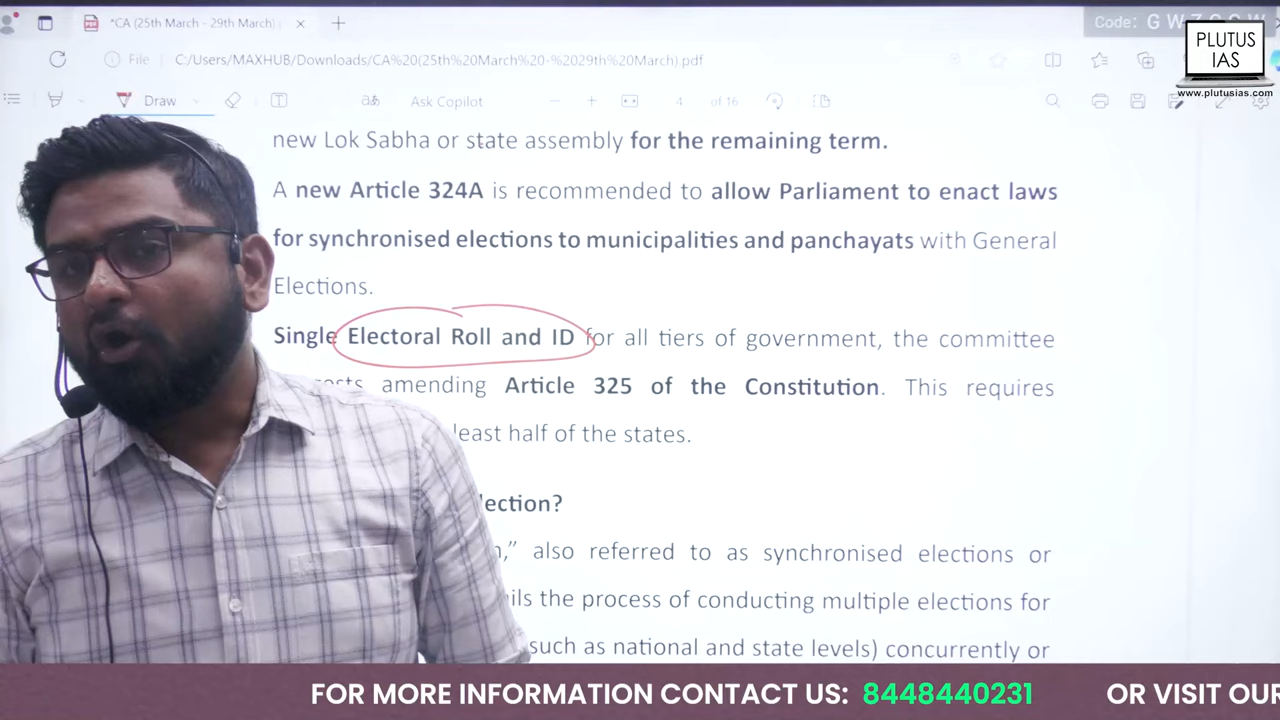 *CA (25th March - 29th March)
Code: G W Z
PLUTUS
IAS
www.plutusias.com
File C:/Users/MAXHUB/Downloads/CA%20(25th%20March%20-%2029th%20March).pdf
Draw Ask Copilot 4 of 16
new Lok Sabha or state assembly for the remaining term.
A new Article 324A is recommended to allow Parliament to enact laws
for synchronised elections to municipalities and panchayats with General
Elections.
Single Electoral Roll and ID for all tiers of government, the committee
amending Article 325 of the Constitution. This requires
least half of the states.
lection?
n,” also referred to as synchronised elections or
ils the process of conducting multiple elections for
such as national and state levels) concurrently or
FOR MORE INFORMATION CONTACT US: 8448440231 OR VISIT OUR